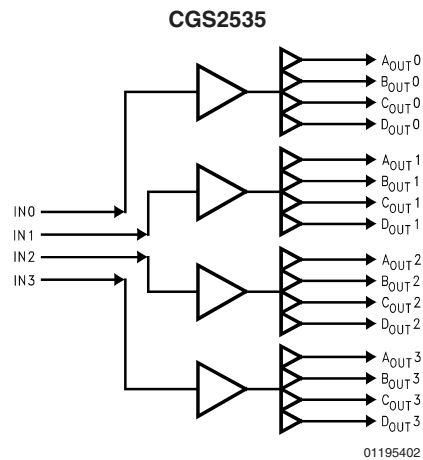 CGS2535
AOUT0
BOUT0
COUT0
DOUT0
AOUT1
BOUT1
COUT1
DOUT1
IN0
IN1
IN2
IN3
AOUT2
BOUT2
COUT2
DOUT2
AOUT3
BOUT3
COUT3
DOUT3
01195402